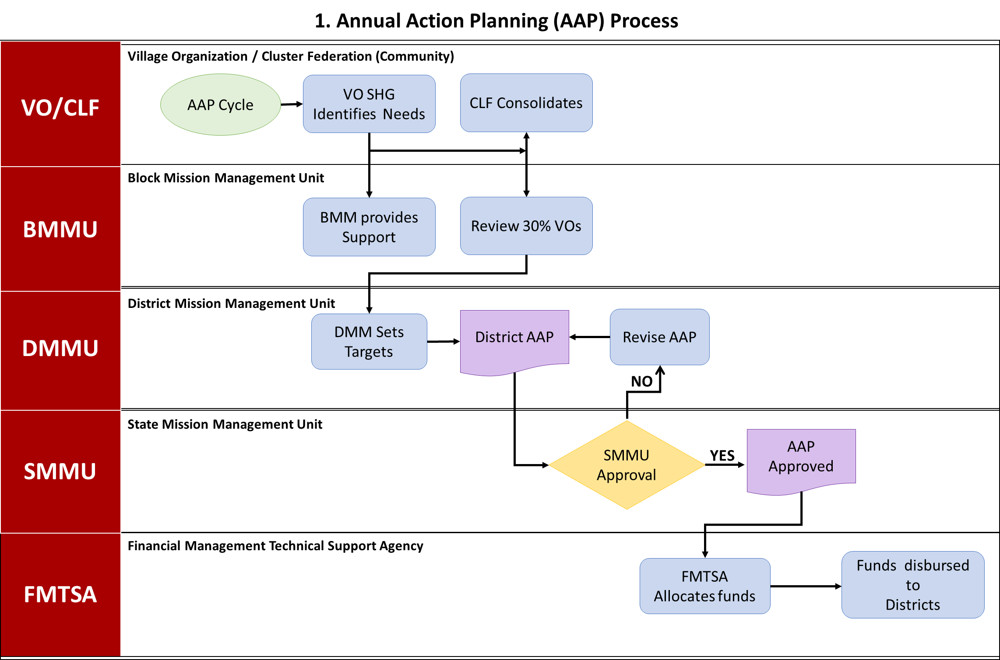 1. Annual Action Planning (AAP) Process
VO/CLF
Village Organization / Cluster Federation (Community)
AAP Cycle
VO SHG
Identifies Needs
CLF Consolidates
BMMU
Block Mission Management Unit
BMM provides
Support
Review 30% VOs
DMMU
District Mission Management Unit
DMM Sets
Targets
District AAP
Revise AAP
NO
SMMU
State Mission Management Unit
SMMU
Approval
YES
AAP
Approved
FMTSA
Financial Management Technical Support Agency
FMTSA
Allocates funds
Funds disbursed
to
Districts